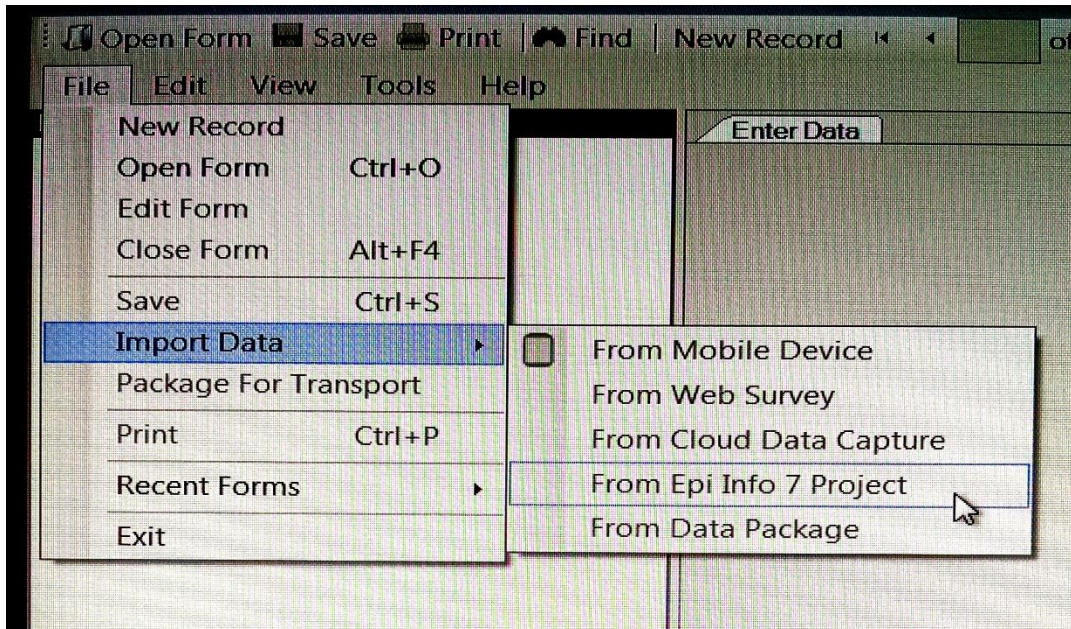 Open Form Save Print Find New Record of
File Edit View Tools Help
Enter Data
New Record
Open Form Ctrl+O
Edit Form
Close Form Alt+F4
Save Ctrl+S
Import Data
Package For Transport
Print Ctrl+P
Recent Forms
Exit
From Mobile Device
From Web Survey
From Cloud Data Capture
From Epi Info 7 Project
From Data Package